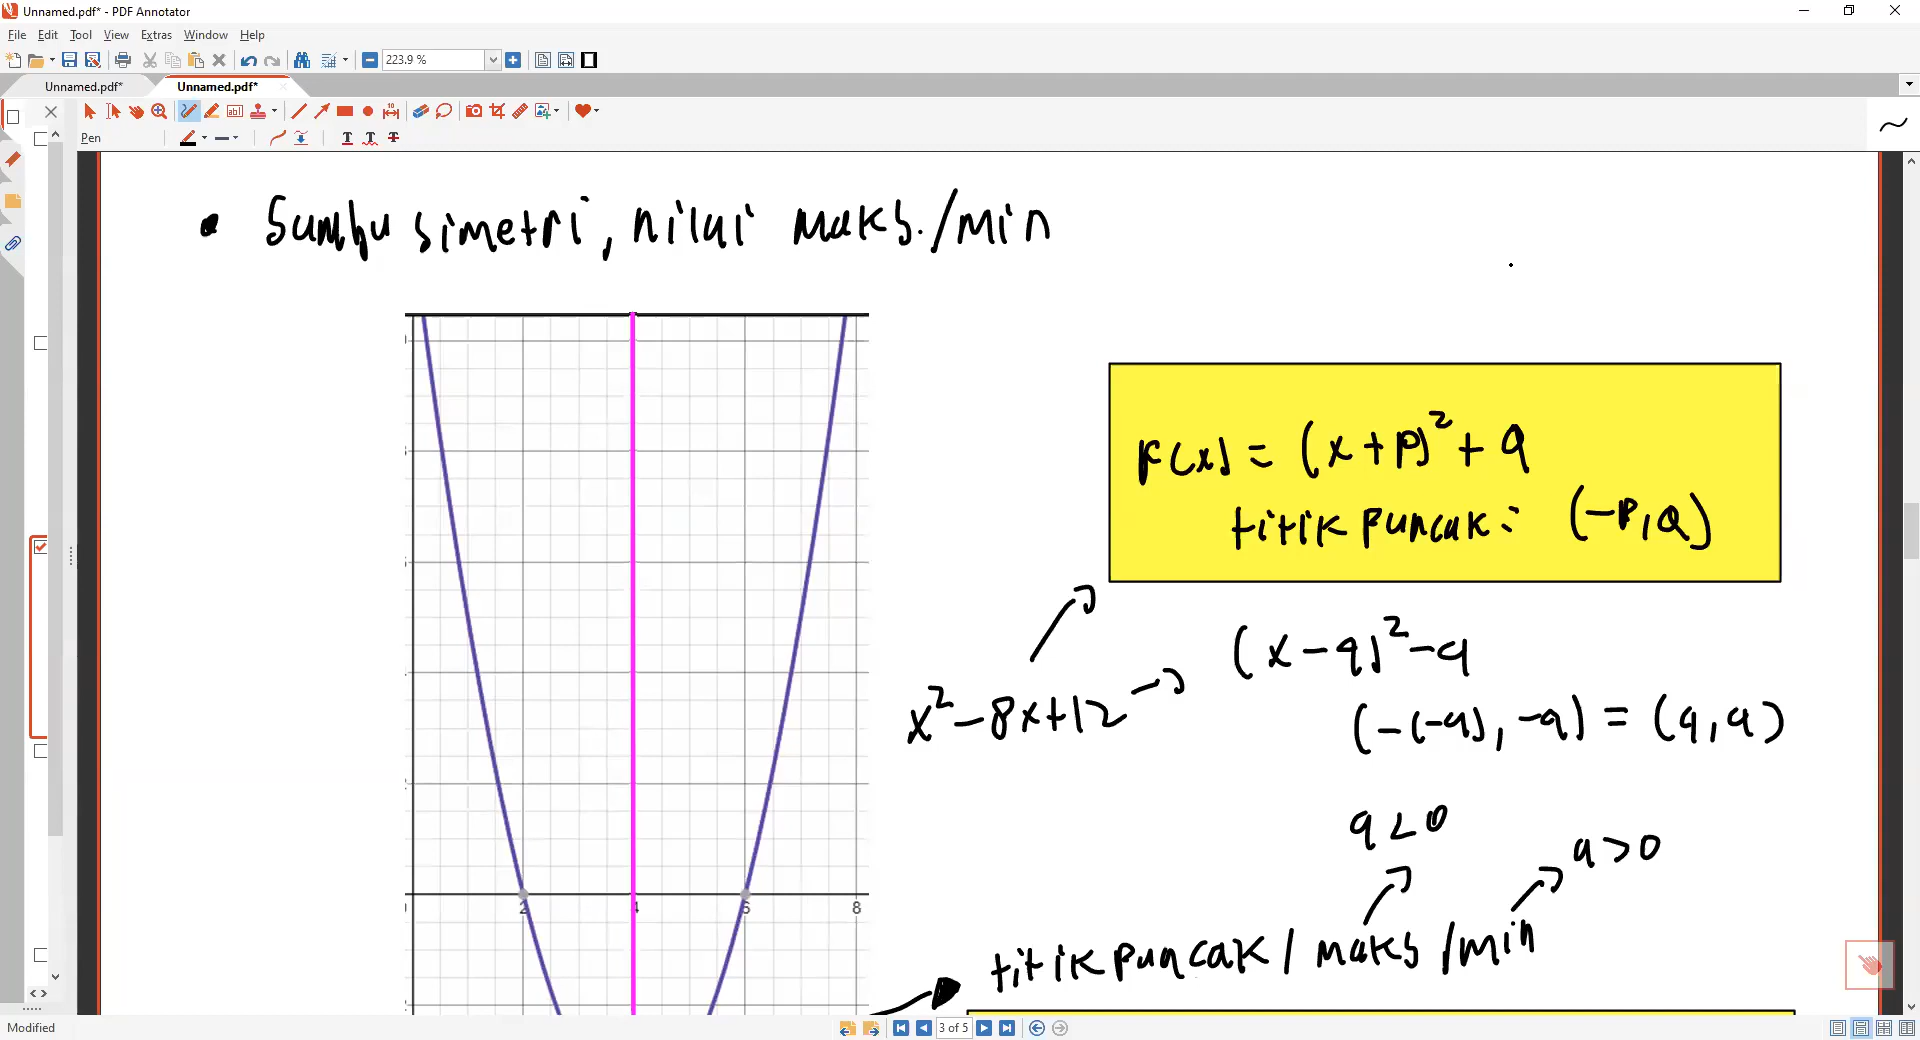 Unnamed.pdf* - PDF Annotator
File Edit Tool View Extras Window Help
223.9 %
Unnamed.pdf* Unnamed.pdf*
Pen
• Sumbu simetri, nilai maks./min
F(x) = (x+p)² + q
titik puncak = (-p, q)
(x-4)²-4
x²-8x+12
(-(-4), -4) = (4, 4)
a<0
a>0
titik puncak / maks /min
2 4 6 8
Modified
3 of 5